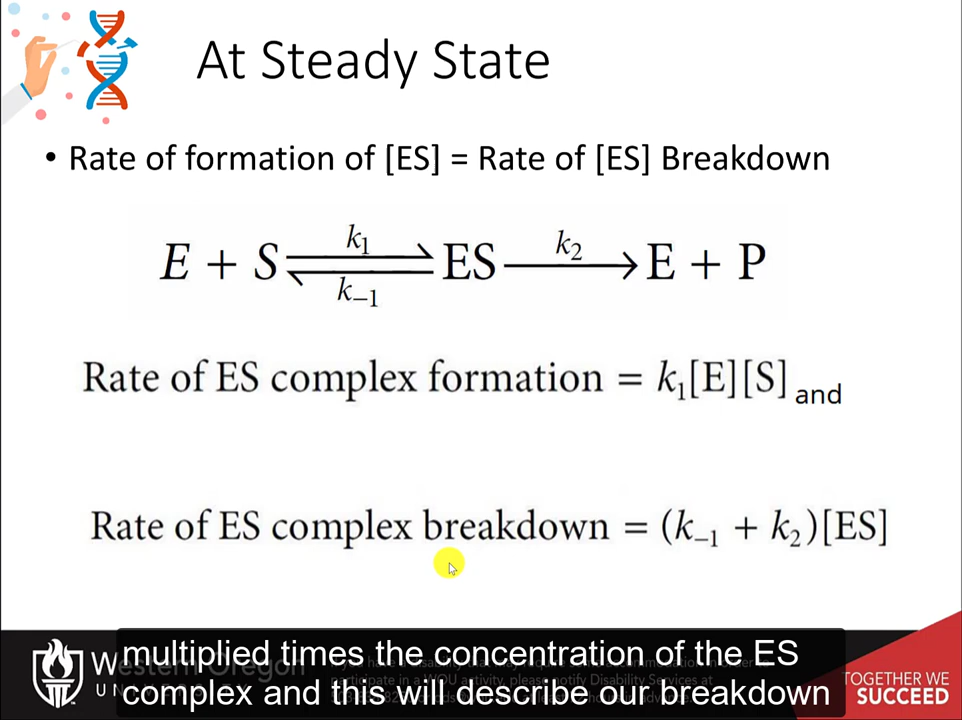 At Steady State
• Rate of formation of [ES] = Rate of [ES] Breakdown
E + S k₁ k₋₁ ES k₂ E + P
Rate of ES complex formation = k₁[E][S] and
Rate of ES complex breakdown = (k₋₁ + k₂)[ES]
multiplied times the concentration of the ES
complex and this will describe our breakdown
Western Oregon
TOGETHER WE
SUCCEED